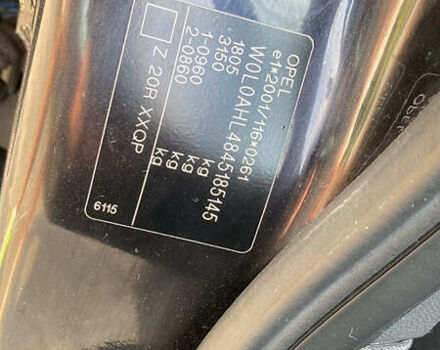 OPEL
e1*2001/116*0261
W0L0AHL4845185145
1805 kg
3150 kg
1-0960 kg
2-0860 kg
Z 20R XXQP
6115